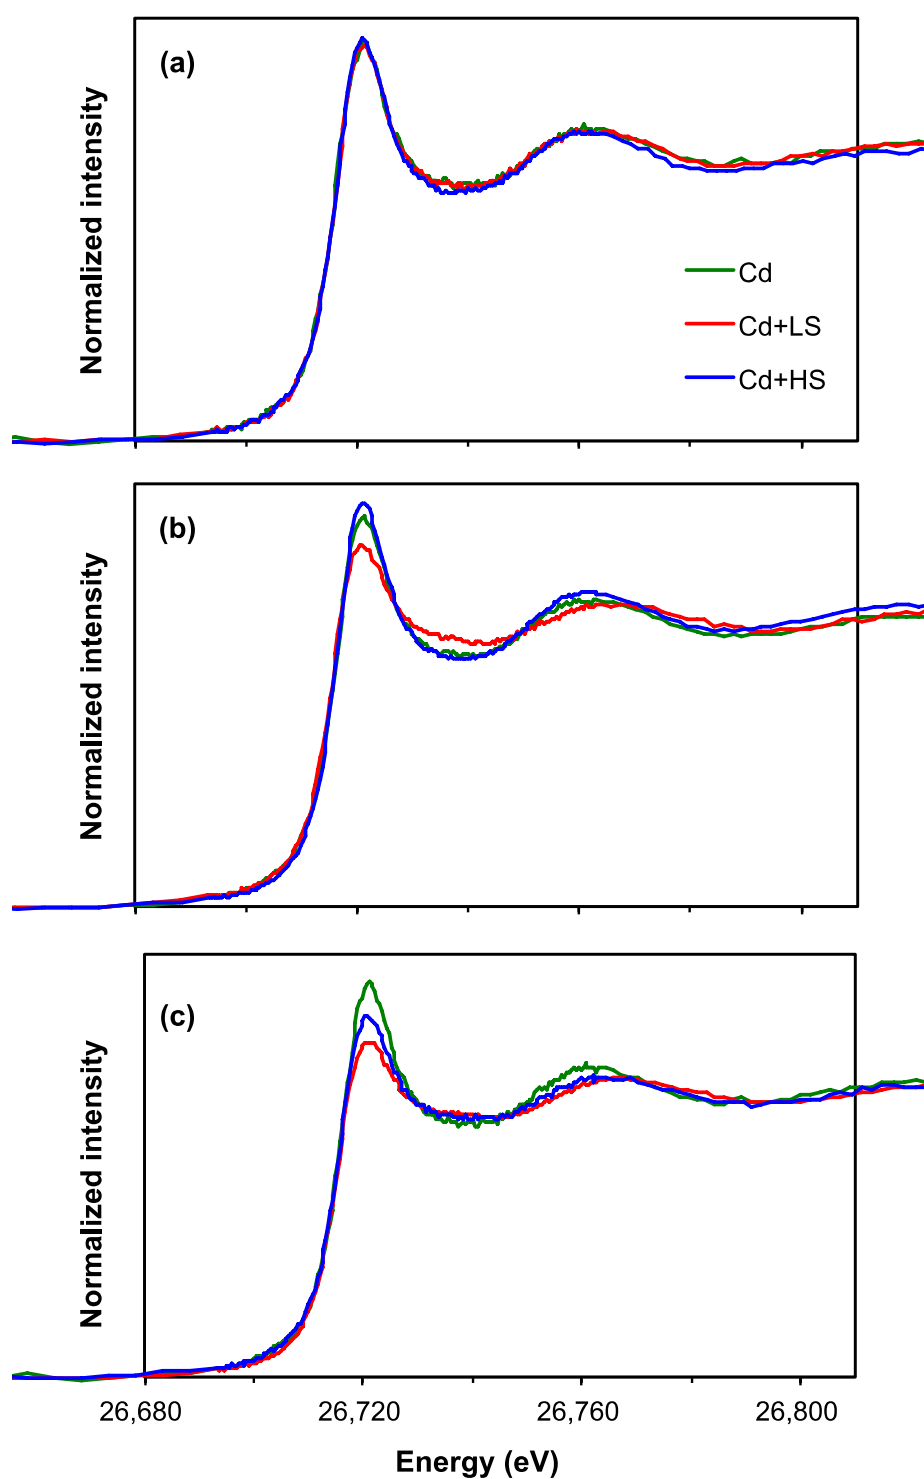 (a)
Normalized intensity
Cd
Cd+LS
Cd+HS
(b)
Normalized intensity
(c)
Normalized intensity
26,680 26,720 26,760 26,800
Energy (eV)